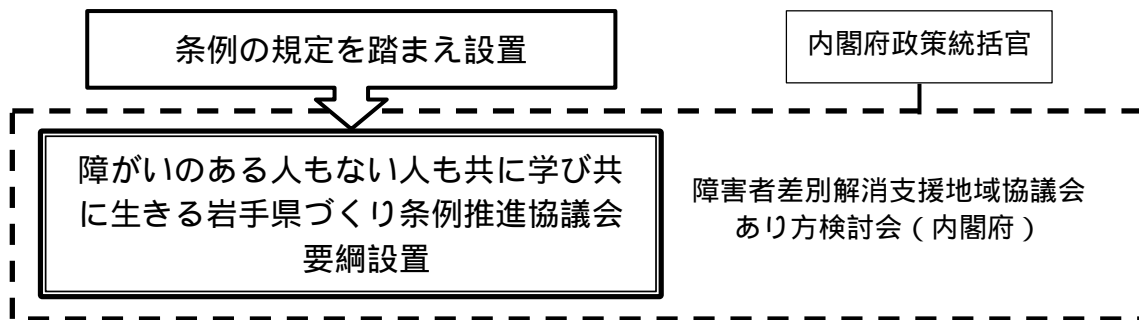 条例の規定を踏まえ設置
内閣府政策統括官
障がいのある人もない人も共に学び共
に生きる岩手県づくり条例推進協議会
要綱設置
障害者差別解消支援地域協議会
あり方検討会（内閣府）